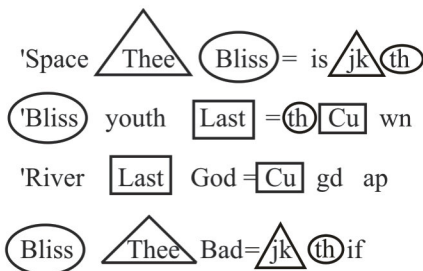 'Space Thee Bliss= is jk th
'Bliss youth Last =th Cu wn
'River Last God =Cu gd ap
Bliss Thee Bad=jk th if